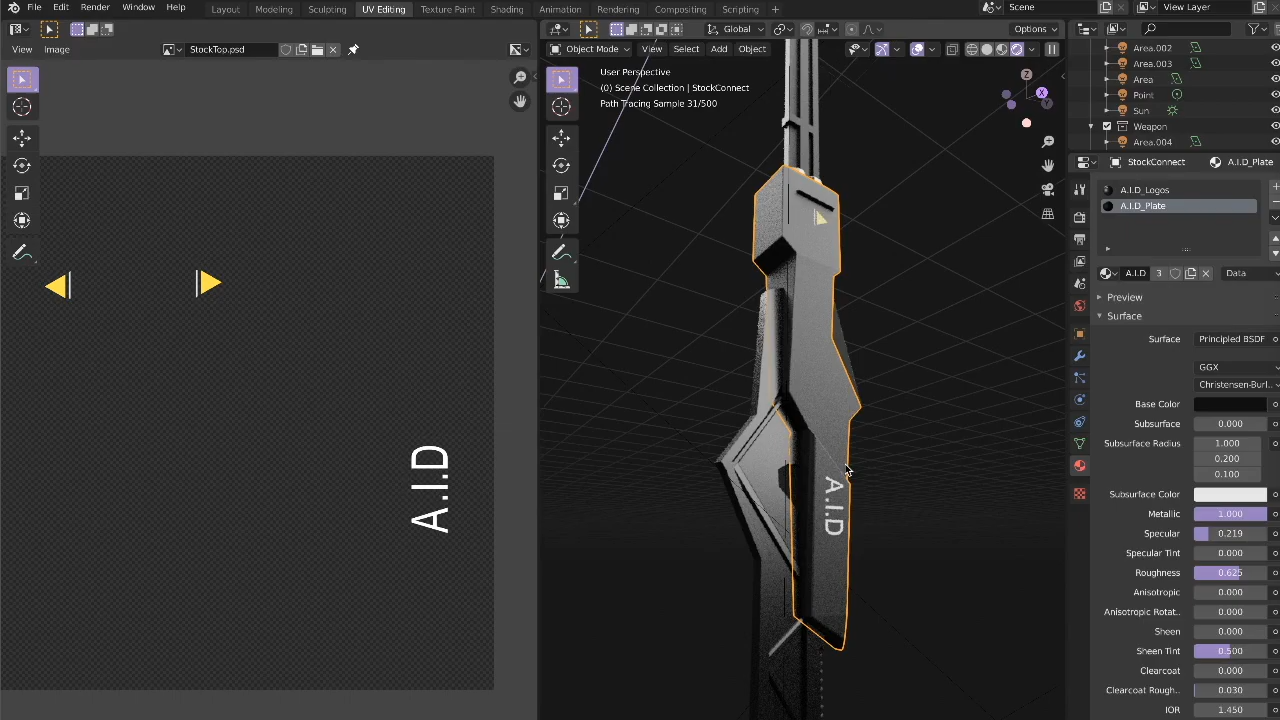 File Edit Render Window Help Layout Modeling Sculpting UV Editing Texture Paint Shading Animation Rendering Compositing Scripting + Scene View Layer
Global Options
View Image StockTop.psd Object Mode View Select Add Object
User Perspective
(0) Scene Collection | StockConnect
Path Tracing Sample 31/500
X
Y
Z
A.I.D
A.I.D
Area.002
Area.003
Area
Point
Sun
Weapon
Area.004
StockConnect A.I.D_Plate
A.I.D_Logos
A.I.D_Plate
A.I.D 3 Data
Preview
Surface
Surface Principled BSDF
GGX
Christensen-Burl..
Base Color
Subsurface 0.000
Subsurface Radius 1.000
0.200
0.100
Subsurface Color
Metallic 1.000
Specular 0.219
Specular Tint 0.000
Roughness 0.625
Anisotropic 0.000
Anisotropic Rotat.. 0.000
Sheen 0.000
Sheen Tint 0.500
Clearcoat 0.000
Clearcoat Rough.. 0.030
IOR 1.450